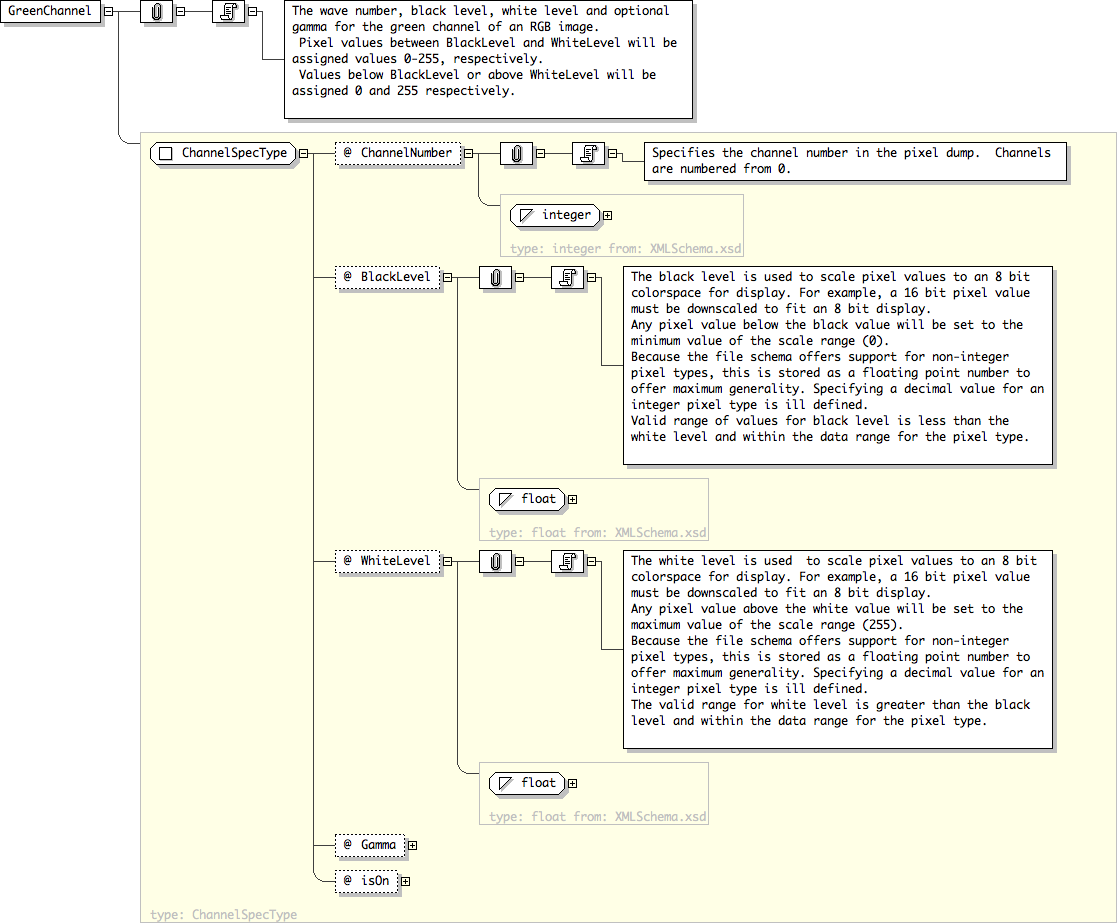 GreenChannel
The wave number, black level, white level and optional
gamma for the green channel of an RGB image.
Pixel values between BlackLevel and WhiteLevel will be
assigned values 0-255, respectively.
Values below BlackLevel or above WhiteLevel will be
assigned 0 and 255 respectively.
ChannelSpecType
@ ChannelNumber
Specifies the channel number in the pixel dump.  Channels
are numbered from 0.
integer
type: integer from: XMLSchema.xsd
@ BlackLevel
The black level is used to scale pixel values to an 8 bit
colorspace for display. For example, a 16 bit pixel value
must be downscaled to fit an 8 bit display.
Any pixel value below the black value will be set to the
minimum value of the scale range (0).
Because the file schema offers support for non-integer
pixel types, this is stored as a floating point number to
offer maximum generality. Specifying a decimal value for an
integer pixel type is ill defined.
Valid range of values for black level is less than the
white level and within the data range for the pixel type.
float
type: float from: XMLSchema.xsd
@ WhiteLevel
The white level is used  to scale pixel values to an 8 bit
colorspace for display. For example, a 16 bit pixel value
must be downscaled to fit an 8 bit display.
Any pixel value above the white value will be set to the
maximum value of the scale range (255).
Because the file schema offers support for non-integer
pixel types, this is stored as a floating point number to
offer maximum generality. Specifying a decimal value for an
integer pixel type is ill defined.
The valid range for white level is greater than the black
level and within the data range for the pixel type.
float
type: float from: XMLSchema.xsd
@ Gamma
@ isOn
type: ChannelSpecType